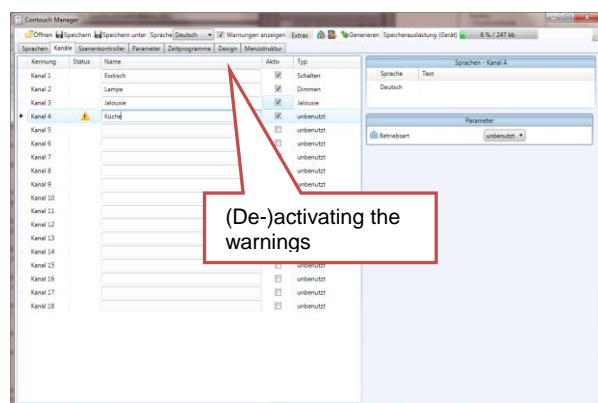 Contouch Manager
Öffnen Speichern Speichern unter Sprache Deutsch Warnungen anzeigen Extras Generieren Speicherauslastung (Gerät) 6 % / 247 kb
Sprachen Kanäle Szenenkontroller Parameter Zeitprogramme Design Menüstruktur
Kennung Status Name Aktiv Typ
Kanal 1 Esstisch Schalten
Kanal 2 Lampe Dimmen
Kanal 3 Jalousie Jalousie
Kanal 4 Küche unbenutzt
Kanal 5 unbenutzt
Kanal 6 unbenutzt
Kanal 7 unbenutzt
Kanal 8 unbenutzt
Kanal 9 unbenutzt
Kanal 10
Kanal 11
Kanal 12
Kanal 13
Kanal 14
Kanal 15 unbenutzt
Kanal 16 unbenutzt
Kanal 17 unbenutzt
Kanal 18 unbenutzt
Sprachen - Kanal 4
Sprache Text
Deutsch
Parameter
Betriebsart unbenutzt
(De-)activating the
warnings